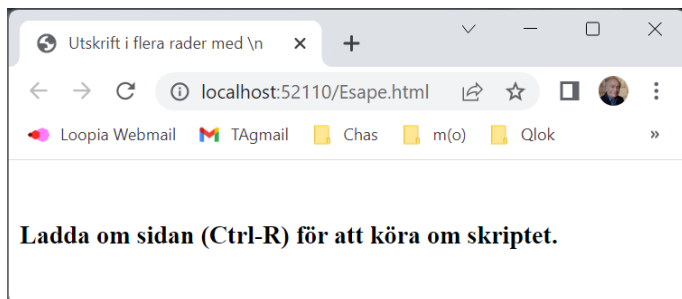 Utskrift i flera rader med \n
localhost:52110/Esape.html
Loopia Webmail TAgmail Chas m(o) Qlok »
Ladda om sidan (Ctrl-R) för att köra om skriptet.